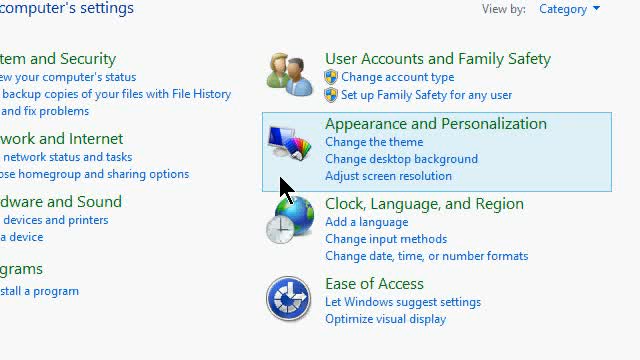 computer's settings
View by: Category
tem and Security
ew your computer's status
backup copies of your files with File History
and fix problems
work and Internet
network status and tasks
ose homegroup and sharing options
dware and Sound
devices and printers
a device
grams
stall a program
User Accounts and Family Safety
Change account type
Set up Family Safety for any user
Appearance and Personalization
Change the theme
Change desktop background
Adjust screen resolution
Clock, Language, and Region
Add a language
Change input methods
Change date, time, or number formats
Ease of Access
Let Windows suggest settings
Optimize visual display